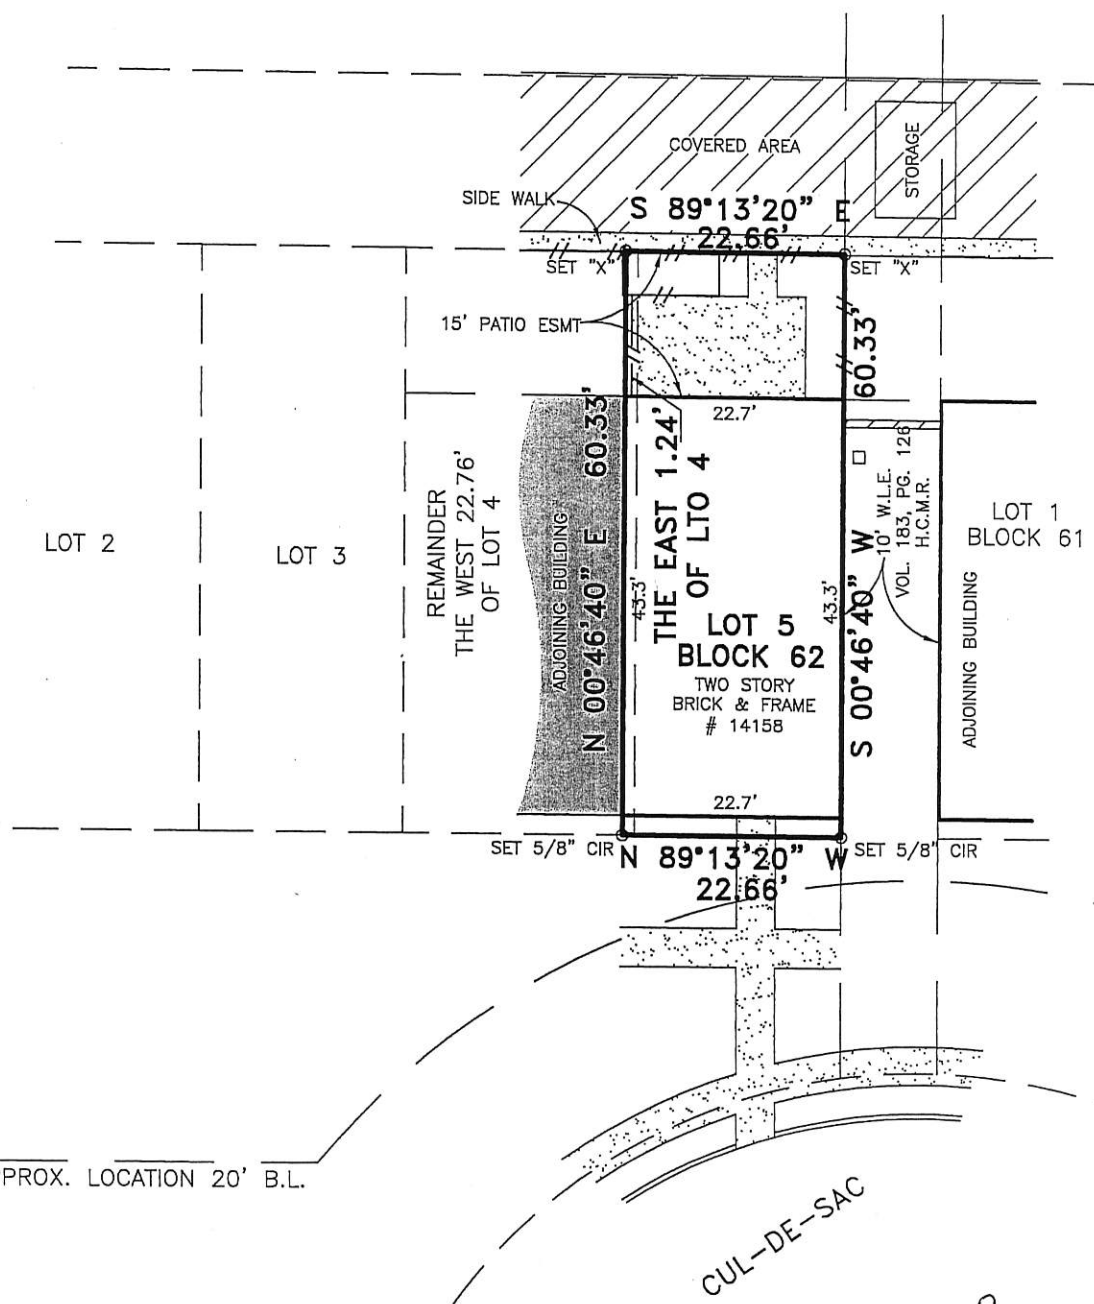 COVERED AREA
STORAGE
SIDE WALK
S 89°13'20" E
22.66'
SET "X"
SET "X"
15' PATIO ESMT
60.33'
22.7'
LOT 2
LOT 3
REMAINDER
THE WEST 22.76'
OF LOT 4
ADJOINING BUILDING
N 00°46'40" E 60.33'
43.3'
THE EAST 1.24'
OF LTO 4
LOT 5
BLOCK 62
TWO STORY
BRICK & FRAME
# 14158
43.3'
S 00°46'40" W
10' W.L.E.
VOL. 183, PG. 126
H.C.M.R.
LOT 1
BLOCK 61
ADJOINING BUILDING
22.7'
SET 5/8" CIR
N 89°13'20" W
22.66'
SET 5/8" CIR
PROX. LOCATION 20' B.L.
CUL-DE-SAC